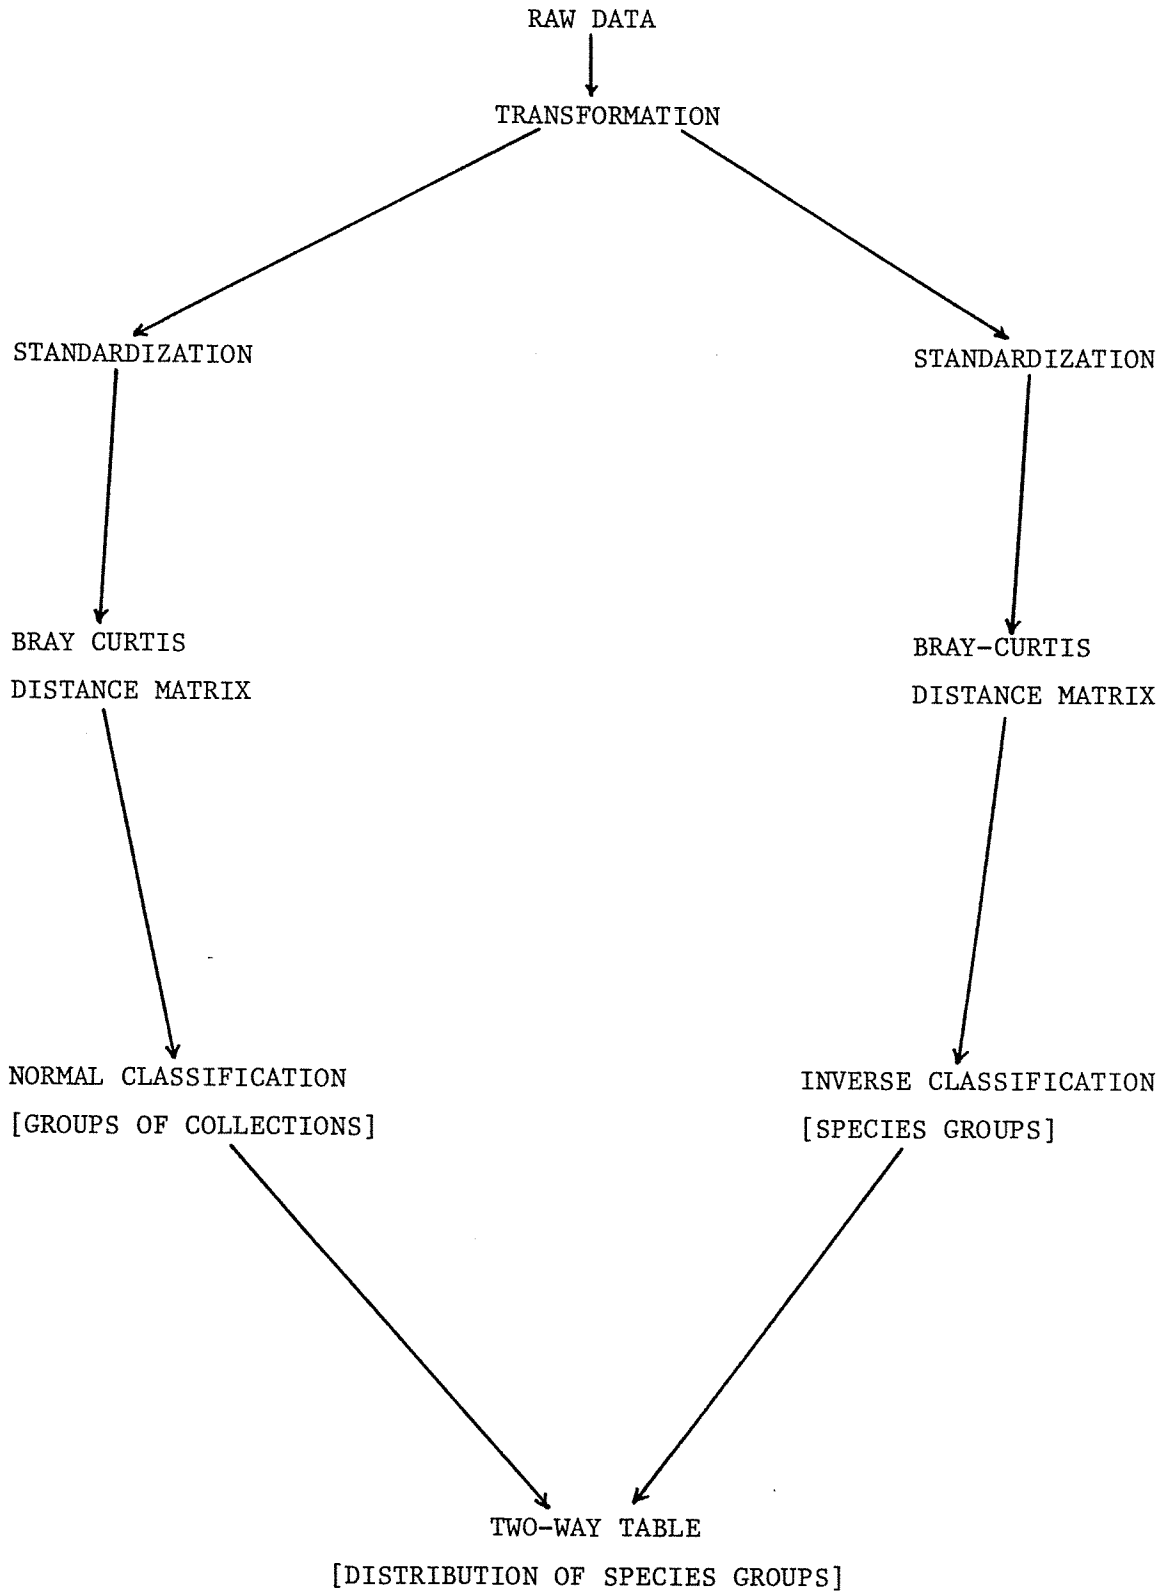 RAW DATA
TRANSFORMATION
STANDARDIZATION
STANDARDIZATION
BRAY CURTIS
DISTANCE MATRIX
BRAY-CURTIS
DISTANCE MATRIX
NORMAL CLASSIFICATION
[GROUPS OF COLLECTIONS]
INVERSE CLASSIFICATION
[SPECIES GROUPS]
TWO-WAY TABLE
[DISTRIBUTION OF SPECIES GROUPS]